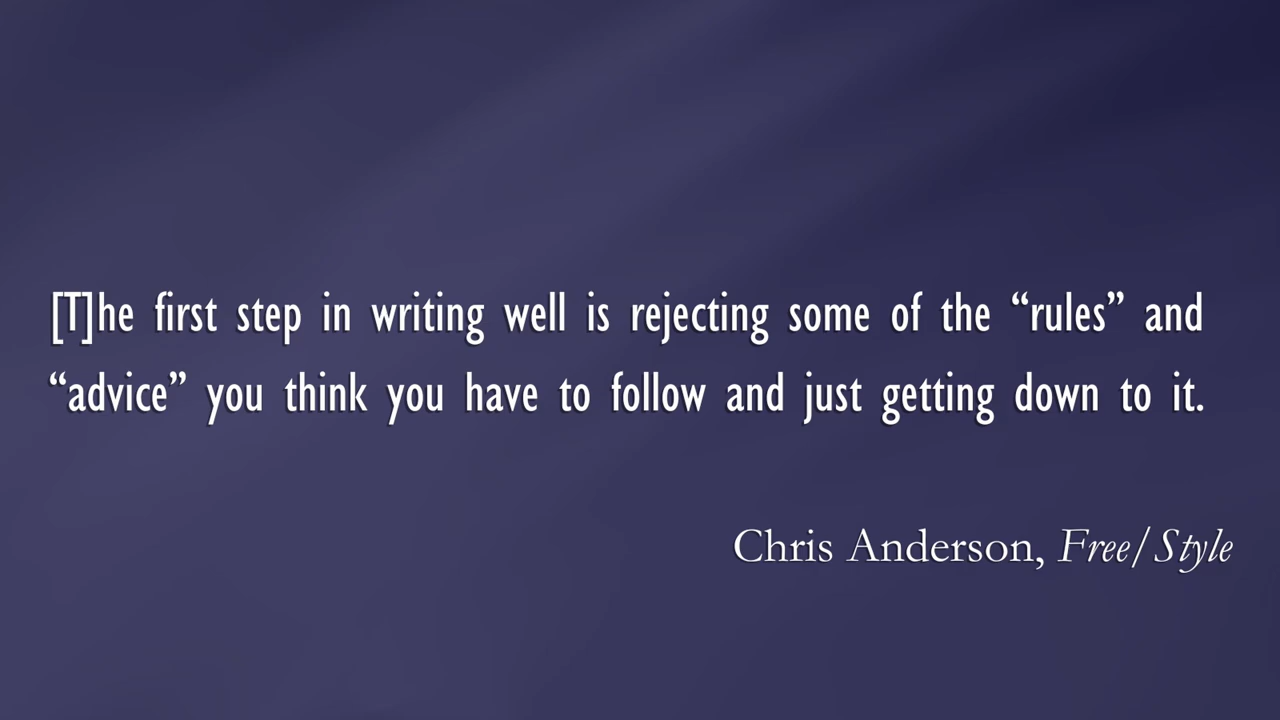 [T]he first step in writing well is rejecting some of the “rules” and
“advice” you think you have to follow and just getting down to it.
Chris Anderson, Free/Style